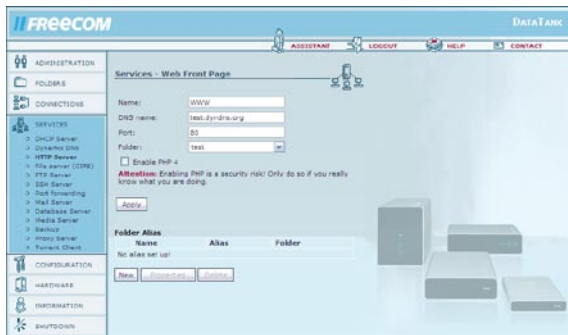 FREECOM
DATATANK
ASSISTANT LOGOUT HELP CONTACT
ADMINISTRATION
FOLDERS
CONNECTIONS
SERVICES
DHCP Server
Dynamic DNS
HTTP Server
File server (CIFS)
FTP Server
SSH Server
Port forwarding
Mail Server
Database Server
Media Server
Backup
Proxy Server
Torrent Client
CONFIGURATION
HARDWARE
INFORMATION
SHUTDOWN
Services - Web Front Page
Name: WWW
DNS name: test.dyndns.org
Port: 80
Folder: test
Enable PHP 4
Attention: Enabling PHP is a security risk! Only do so if you really
know what you are doing.
Apply
Folder Alias
Name Alias Folder
No alias set up!
New Properties... Delete